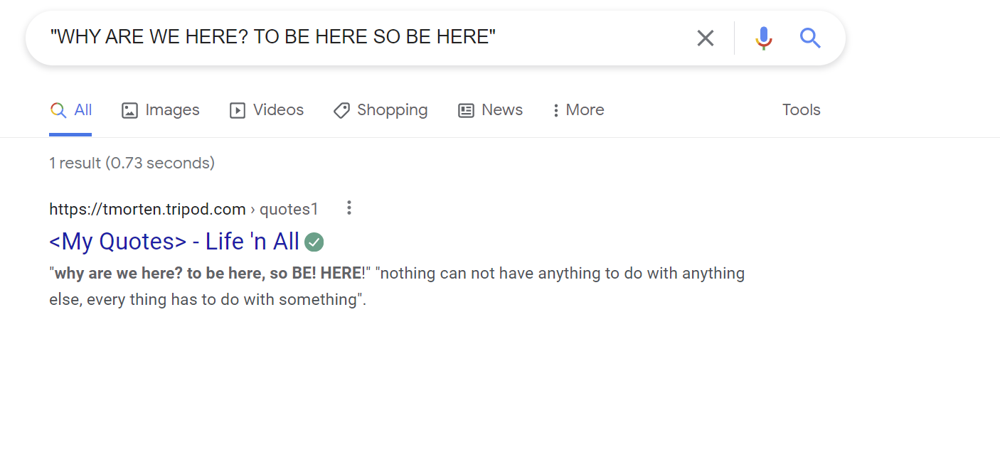 "WHY ARE WE HERE? TO BE HERE SO BE HERE"
All Images Videos Shopping News More Tools
1 result (0.73 seconds)
https://tmorten.tripod.com › quotes1
<My Quotes> - Life 'n All
"why are we here? to be here, so BE! HERE!" "nothing can not have anything to do with anything
else, every thing has to do with something".